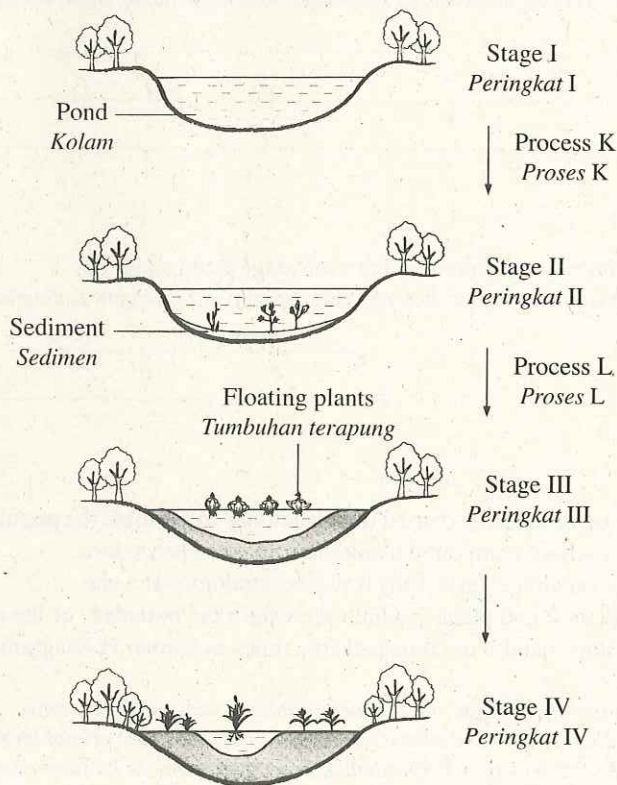 Stage I
Peringkat I
Pond
Kolam
Process K
Proses K
Stage II
Peringkat II
Sediment
Sedimen
Process L
Proses L
Floating plants
Tumbuhan terapung
Stage III
Peringkat III
Stage IV
Peringkat IV